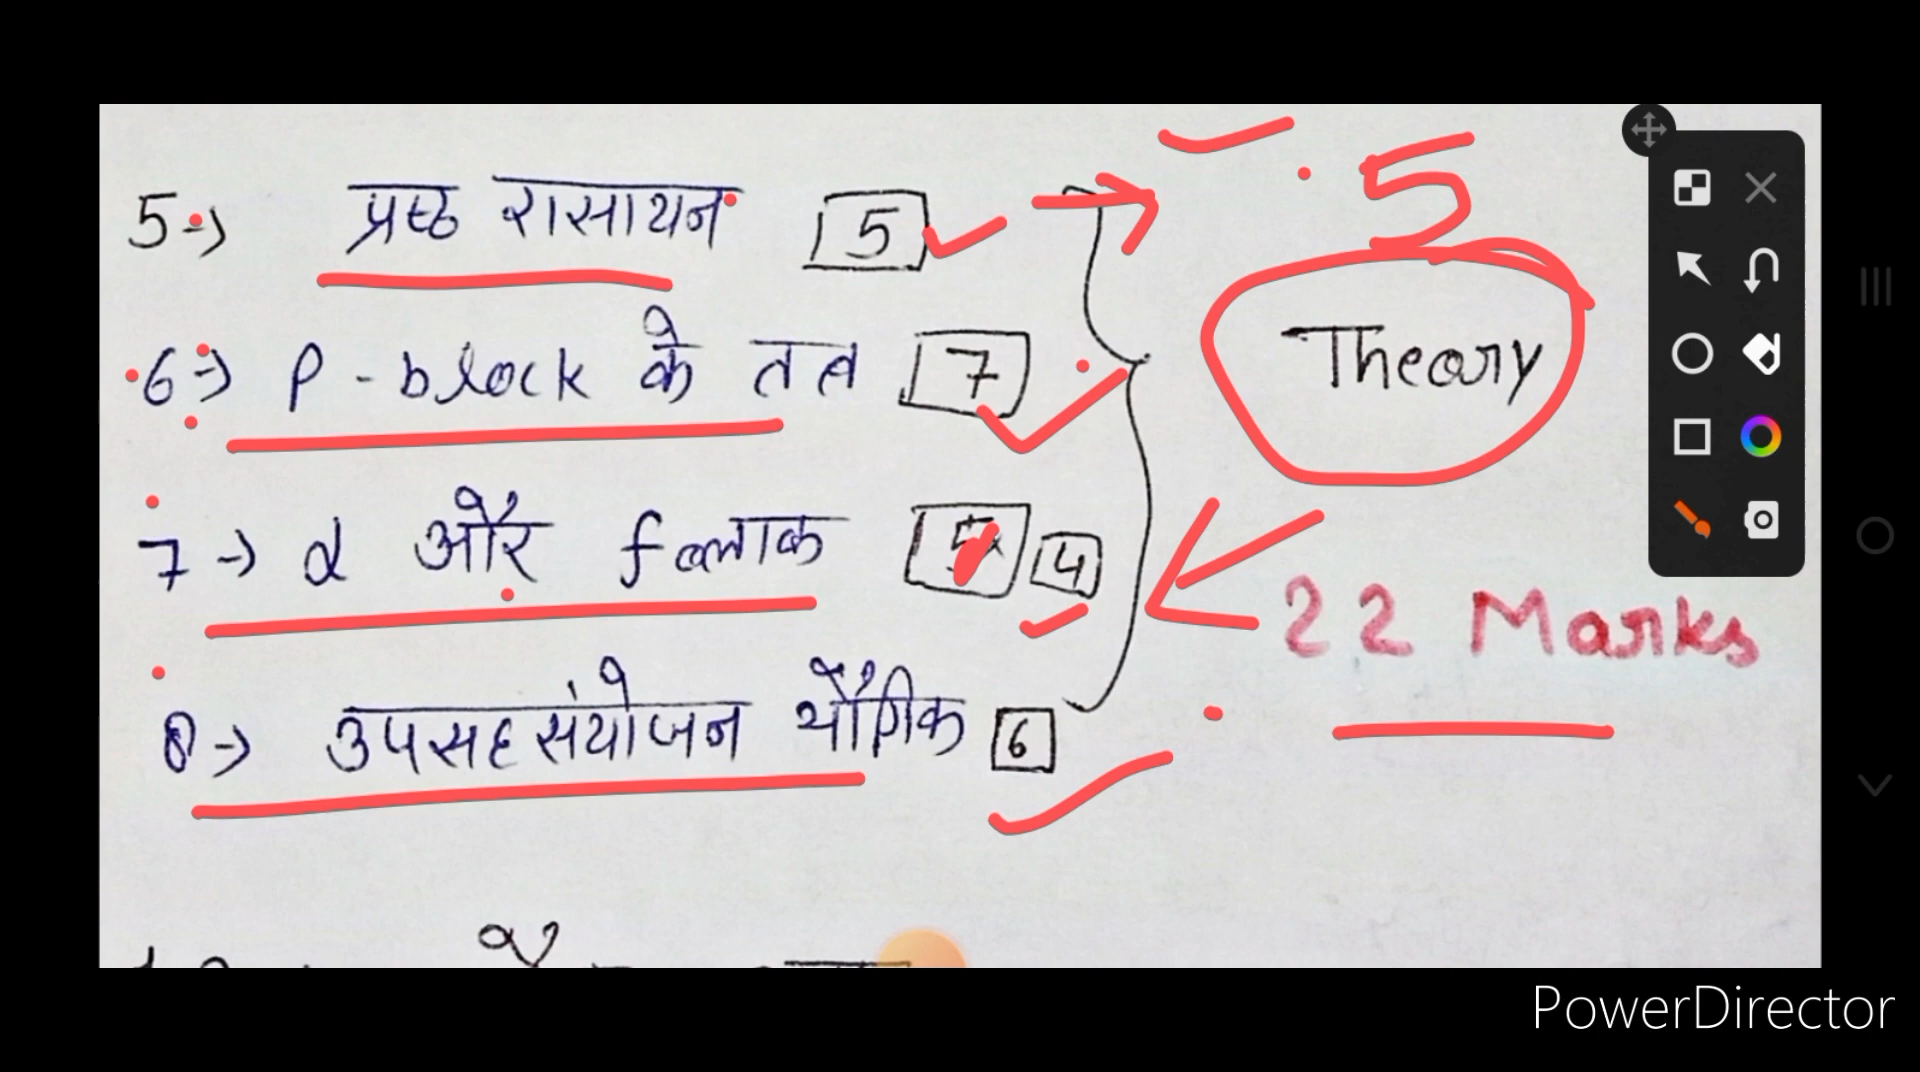 5
5→ प्रष्ठ रासायन 5
6→ P-block के तत्व 7
Theory
7→ d और f ब्लाक 5 4
22 Marks
8→ उपसहसंयोजन यौगिक 6
PowerDirector